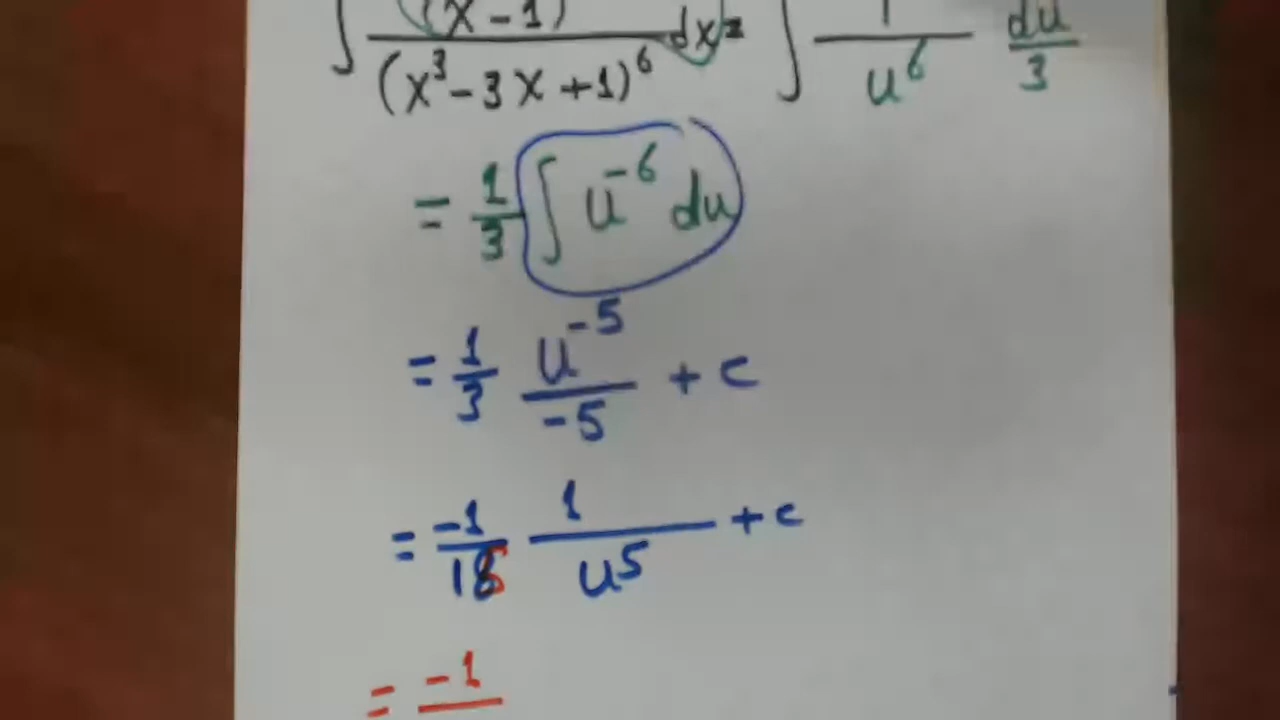 ∫ (x-1) / (x³-3x+1)⁶ dx = ∫ 1/u⁶ du/3
= 1/3 ∫ u⁻⁶ du
= 1/3 u⁻⁵/-5 + c
= -1/15 1/u⁵ + c
= -1